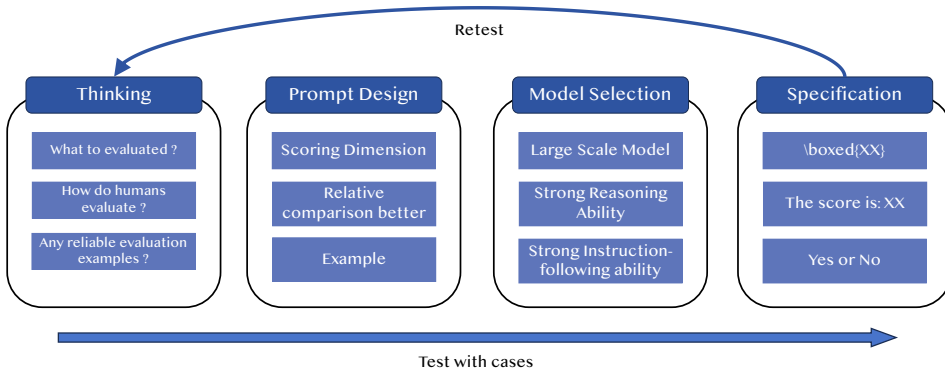 Retest
Thinking
What to evaluated ?
How do humans
evaluate ?
Any reliable evaluation
examples ?
Prompt Design
Scoring Dimension
Relative
comparison better
Example
Model Selection
Large Scale Model
Strong Reasoning
Ability
Strong Instruction-
following ability
Specification
\boxed{XX}
The score is: XX
Yes or No
Test with cases